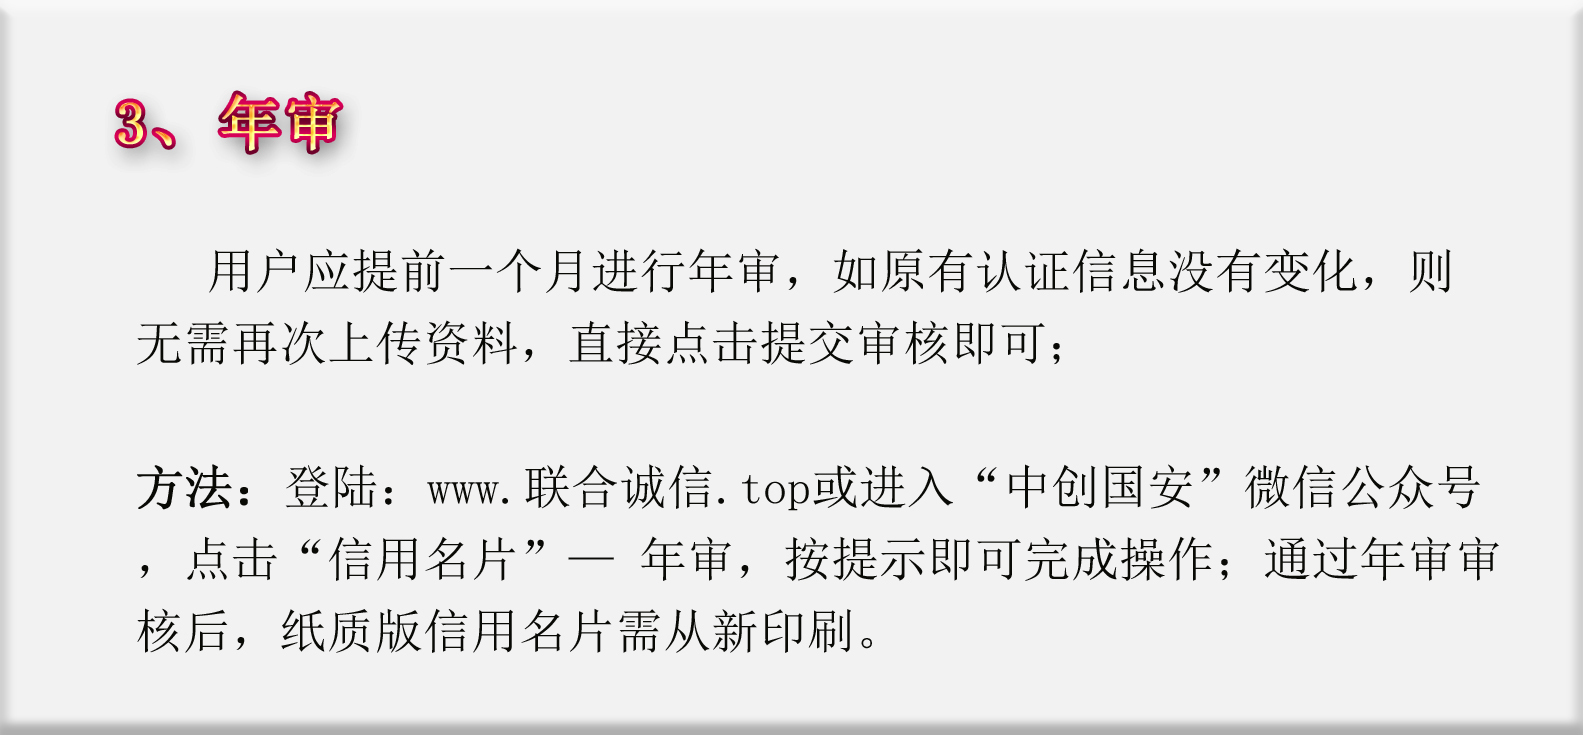 3、年审
用户应提前一个月进行年审，如原有认证信息没有变化，则
无需再次上传资料，直接点击提交审核即可；
方法：登陆：www.联合诚信.top或进入“中创国安”微信公众号
，点击“信用名片”— 年审，按提示即可完成操作；通过年审审
核后，纸质版信用名片需从新印刷。